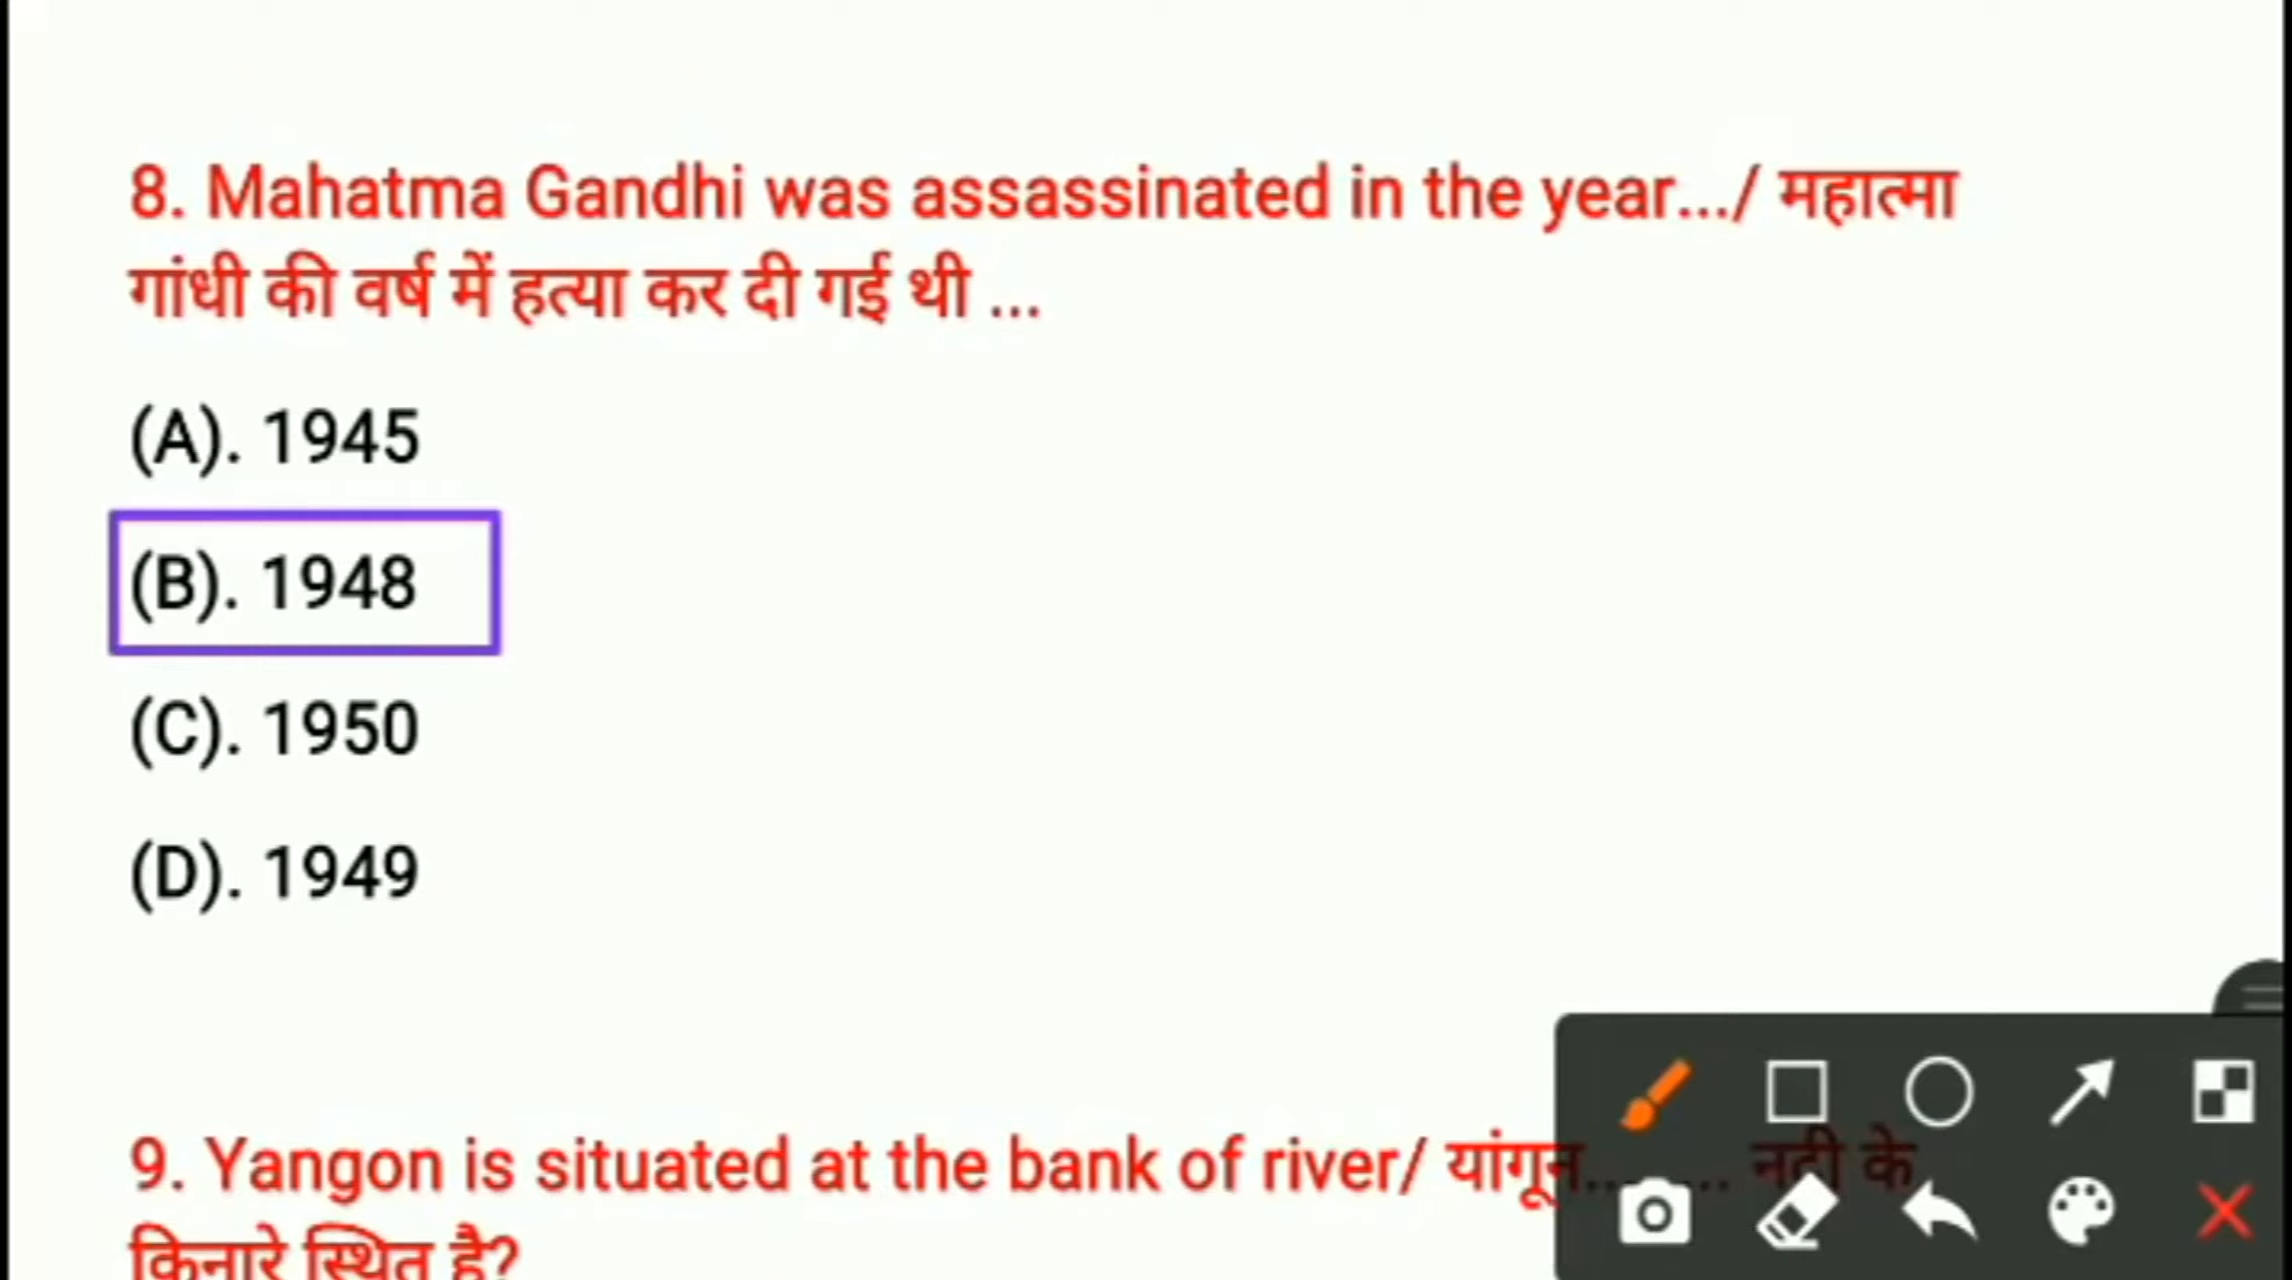 8. Mahatma Gandhi was assassinated in the year.../ महात्मा
गांधी की वर्ष में हत्या कर दी गई थी ...
(A). 1945
(B). 1948
(C). 1950
(D). 1949
9. Yangon is situated at the bank of river/ यांगून....... नदी के
किनारे स्थित है?